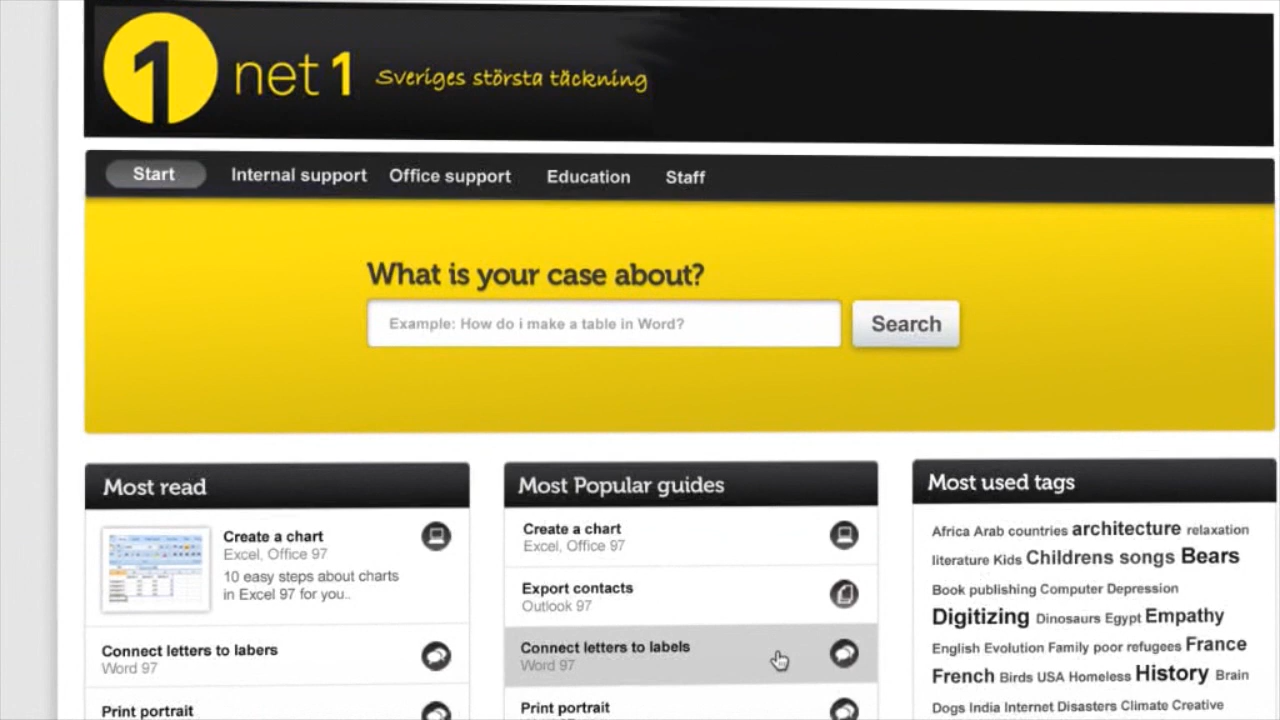 1 net 1 Sveriges största täckning
Start Internal support Office support Education Staff
What is your case about?
Example: How do i make a table in Word?
Search
Most read
Create a chart
Excel, Office 97
10 easy steps about charts
in Excel 97 for you..
Connect letters to labers
Word 97
Print portrait
Most Popular guides
Create a chart
Excel, Office 97
Export contacts
Outlook 97
Connect letters to labels
Word 97
Print portrait
Most used tags
Africa Arab countries architecture relaxation
literature Kids Childrens songs Bears
Book publishing Computer Depression
Digitizing Dinosaurs Egypt Empathy
English Evolution Family poor refugees France
French Birds USA Homeless History Brain
Dogs India Internet Disasters Climate Creative